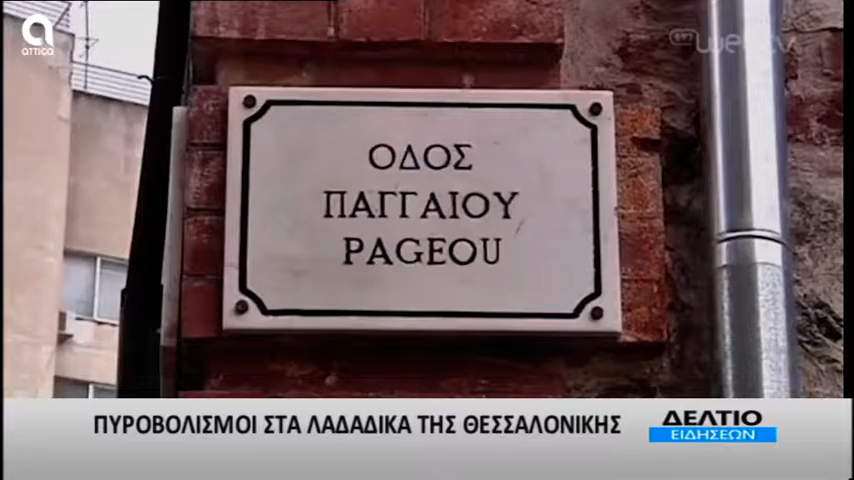 ATTICA
ΟΔΟΣ
ΠΑΓΓΑΙΟΥ
PAGEOU
ΠΥΡΟΒΟΛΙΣΜΟΙ ΣΤΑ ΛΑΔΑΔΙΚΑ ΤΗΣ ΘΕΣΣΑΛΟΝΙΚΗΣ
ΔΕΛΤΙΟ
ΕΙΔΗΣΕΩΝ